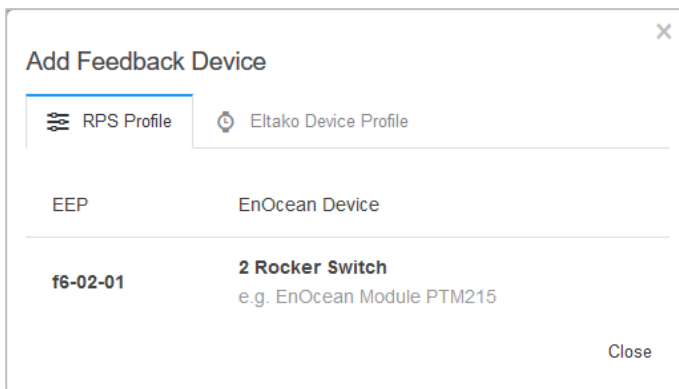 Add Feedback Device
RPS Profile Eltako Device Profile
EEP EnOcean Device
f6-02-01 2 Rocker Switch
e.g. EnOcean Module PTM215
Close